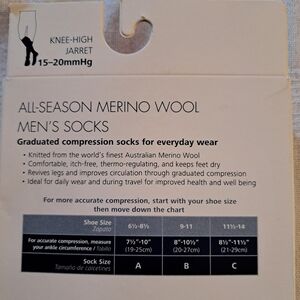 KNEE-HIGH
JARRET
15–20mmHg
ALL-SEASON MERINO WOOL
MEN'S SOCKS
Graduated compression socks for everyday wear
• Knitted from the world's finest Australian Merino Wool
• Comfortable, itch-free, thermo-regulating, and keeps feet dry
• Revives legs and improves circulation through graduated compression
• Ideal for daily wear and during travel for improved health and well being
For more accurate compression, start with your shoe size
then move down the chart
Shoe Size 6½-8½ 9-11 11½-14
Zapato
For accurate compression, measure 7½"-10" 8"-10½" 8½"-11½"
your ankle circumference / Tobillo (19-25cm) (20-27cm) (21-29cm)
Sock Size A B C
Tamaño de calcetines